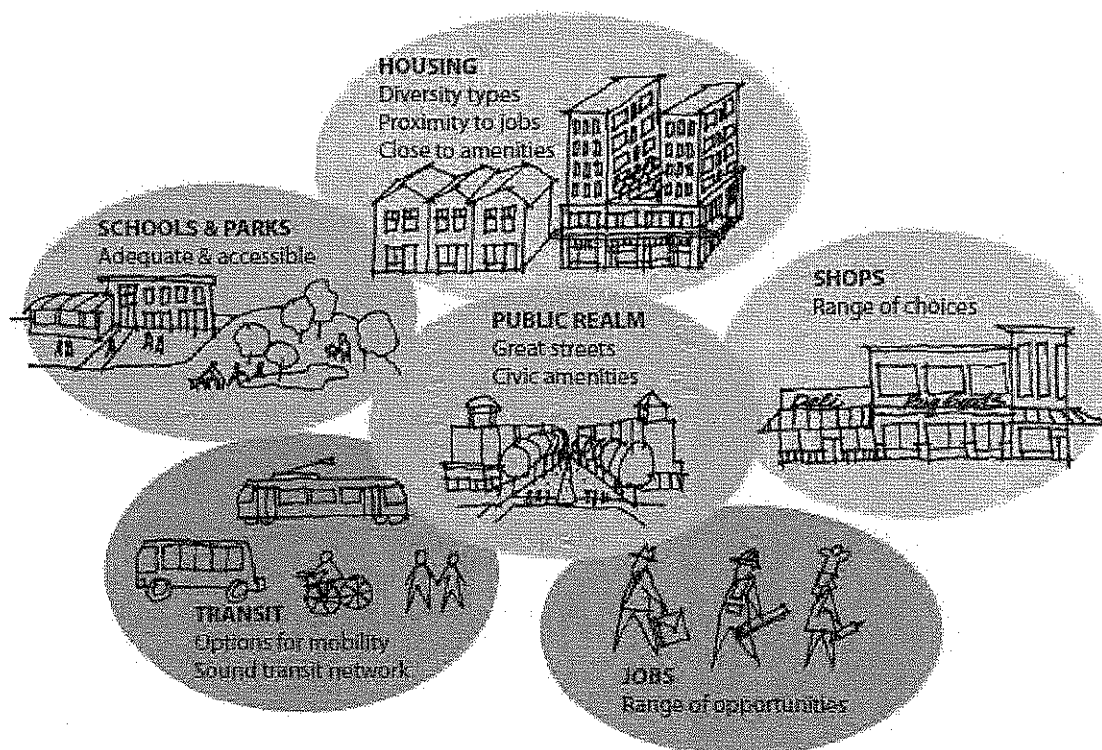 HOUSING
Diversity types
Proximity to jobs
Close to amenities
SCHOOLS & PARKS
Adequate & accessible
SHOPS
Range of choices
Deli
PUBLIC REALM
Great streets
Civic amenities
TRANSIT
Options for mobility
Sound transit network
JOBS
Range of opportunities